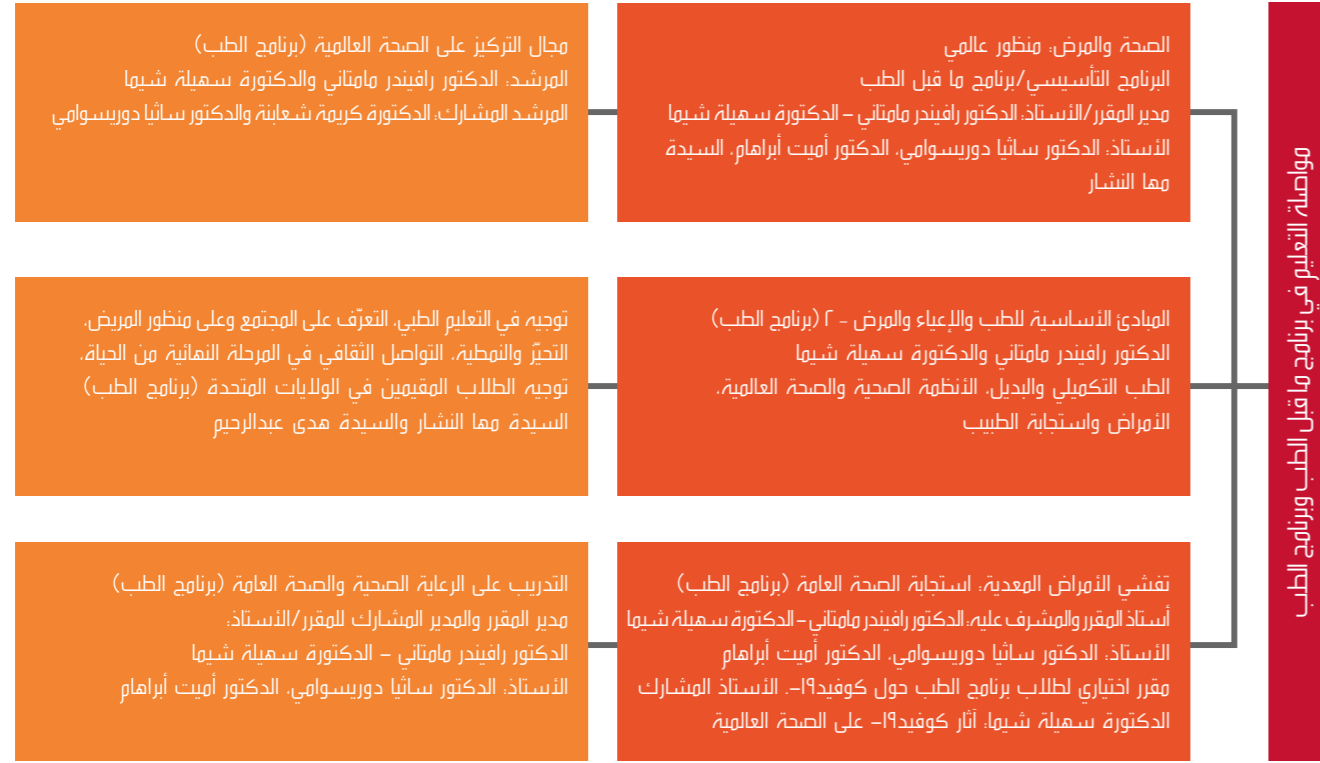 مواصلة التعليم في برنامج ما قبل الطب وبرنامج الطب
الصحة والمرض: منظور عالمي
البرنامج التأسيسي/برنامج ما قبل الطب
مدير المقرر/الأستاذ: الدكتور رافيندر مامتاني – الدكتورة سهيلة شيما
الأستاذ: الدكتور ساثيا دوريسوامي، الدكتور أميت أبراهام، السيدة
مها النشار
مجال التركيز على الصحة العالمية (برنامج الطب)
المرشد: الدكتور رافيندر مامتاني والدكتورة سهيلة شيما
المرشد المشارك: الدكتورة كريمة شعابنة والدكتور ساثيا دوريسوامي
المبادئ الأساسية للطب والإعياء والمرض - ٢ (برنامج الطب)
الدكتور رافيندر مامتاني والدكتورة سهيلة شيما
الطب التكميلي والبديل، الأنظمة الصحية والصحة العالمية،
الأمراض واستجابة الطبيب
توجيه في التعليم الطبي، التعرّف على المجتمع وعلى منظور المريض،
التحيّز والنمطية، التواصل الثقافي في المرحلة النهائية من الحياة،
توجيه الطلاب المقيمين في الولايات المتحدة (برنامج الطب)
السيدة مها النشار والسيدة هدى عبدالرحيم
تفشي الأمراض المعدية: استجابة الصحة العامة (برنامج الطب)
أستاذ المقرر والمشرف عليه: الدكتور رافيندر مامتاني – الدكتورة سهيلة شيما
الأستاذ: الدكتور ساثيا دوريسوامي، الدكتور أميت أبراهام
مقرر اختياري لطلاب برنامج الطب حول كوفيد١٩–، الأستاذ المشارك
الدكتورة سهيلة شيما: آثار كوفيد١٩– على الصحة العالمية
التدريب على الرعاية الصحية والصحة العامة (برنامج الطب)
مدير المقرر والمدير المشارك للمقرر/الأستاذ:
الدكتور رافيندر مامتاني – الدكتورة سهيلة شيما
الأستاذ: الدكتور ساثيا دوريسوامي، الدكتور أميت أبراهام